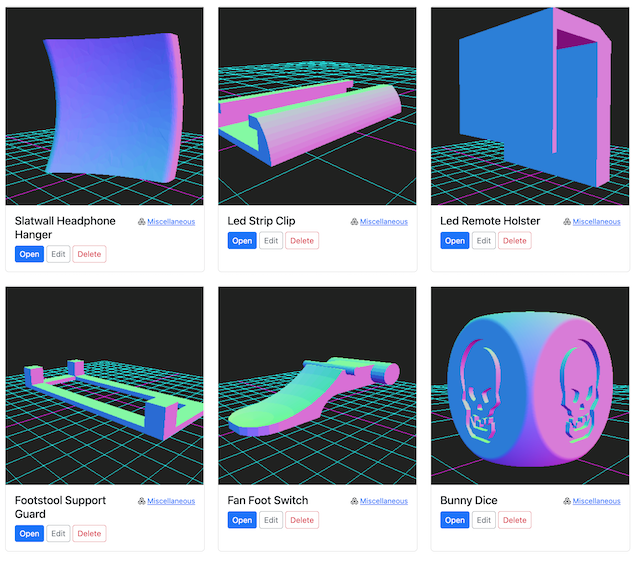 Slatwall Headphone
Hanger
Miscellaneous
Open Edit Delete
Led Strip Clip
Miscellaneous
Open Edit Delete
Led Remote Holster
Miscellaneous
Open Edit Delete
Footstool Support
Guard
Miscellaneous
Open Edit Delete
Fan Foot Switch
Miscellaneous
Open Edit Delete
Bunny Dice
Miscellaneous
Open Edit Delete